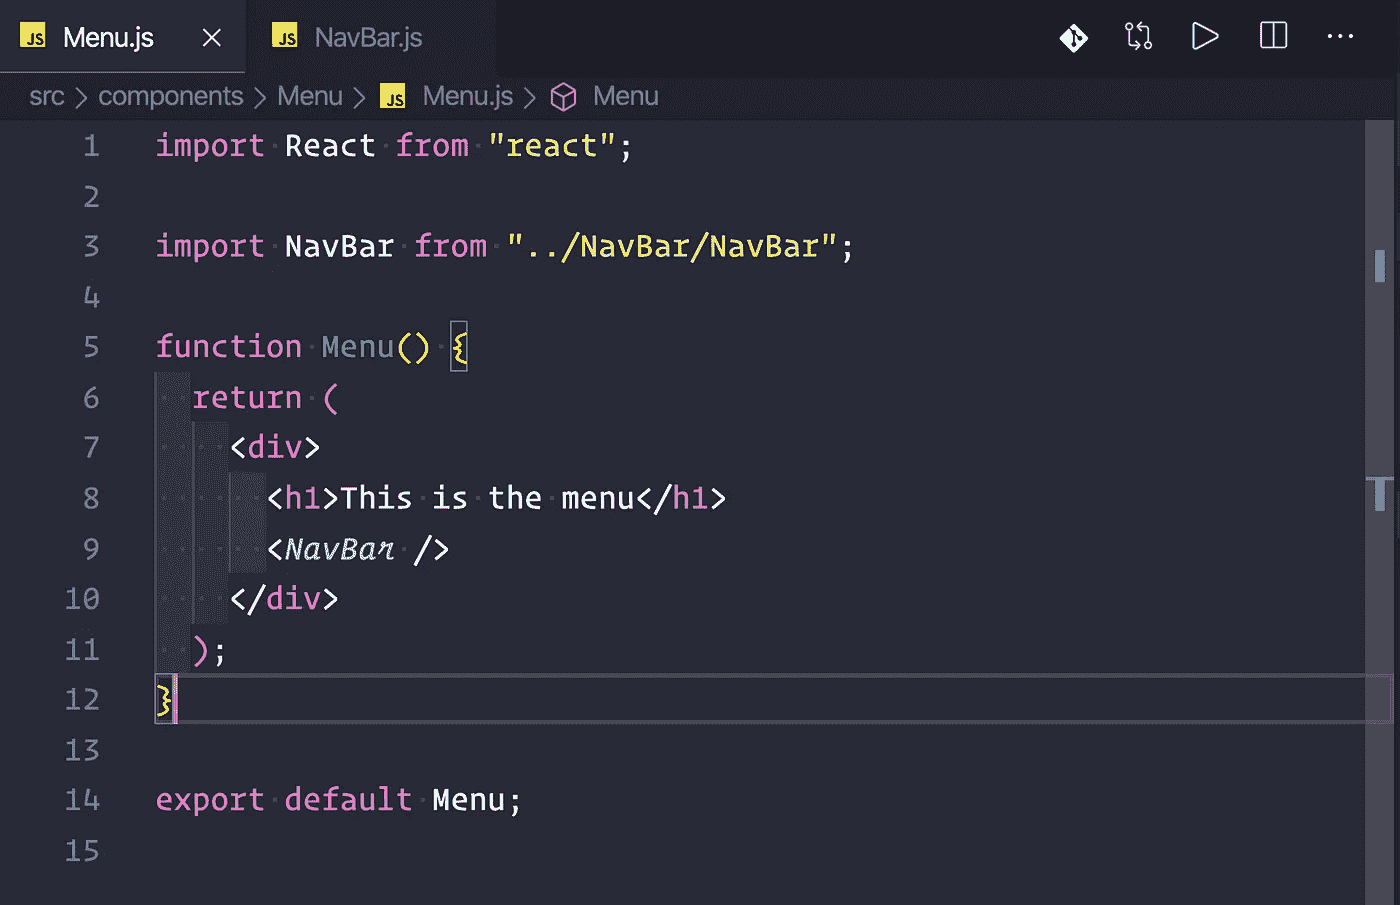 JS Menu.js JS NavBar.js
src components Menu JS Menu.js Menu
1 import React from "react";
2
3 import NavBar from "../NavBar/NavBar";
4
5 function Menu() {
6 return (
7 <div>
8 <h1>This is the menu</h1>
9 <NavBar />
10 </div>
11 );
12 }
13
14 export default Menu;
15